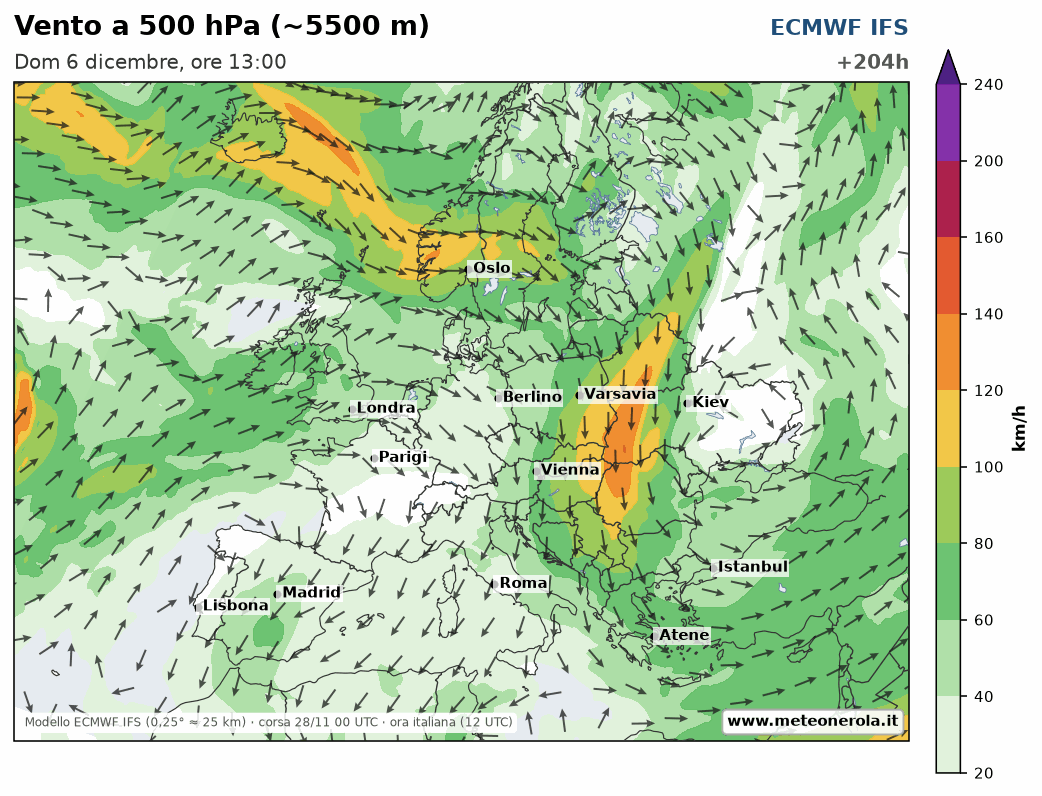 Vento a 500 hPa (~5500 m)
ECMWF IFS
Dom 6 dicembre, ore 13:00
+204h
240
200
160
140
120
100
80
60
40
20
km/h
Oslo
Berlino
Varsavia
Kiev
Londra
Parigi
Vienna
Istanbul
Roma
Madrid
Lisbona
Atene
Modello ECMWF IFS (0,25° ≈ 25 km) · corsa 28/11 00 UTC · ora italiana (12 UTC)
www.meteonerola.it